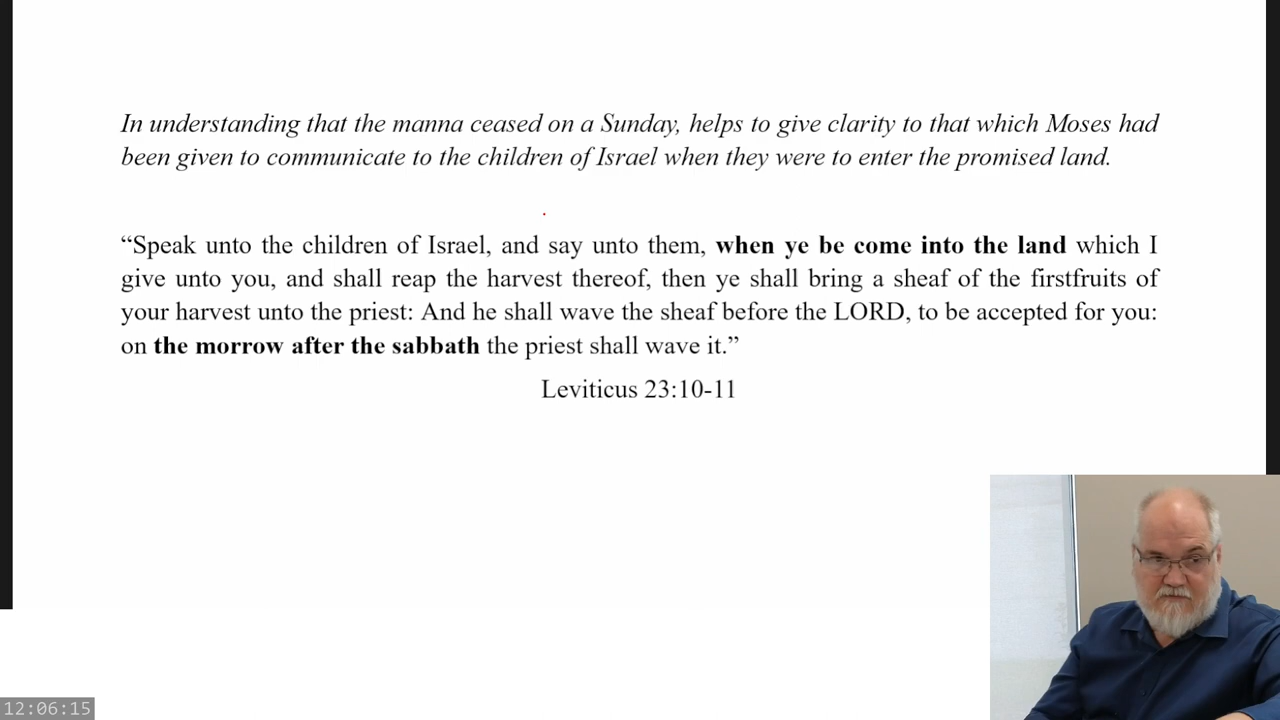 In understanding that the manna ceased on a Sunday, helps to give clarity to that which Moses had
been given to communicate to the children of Israel when they were to enter the promised land.
“Speak unto the children of Israel, and say unto them, when ye be come into the land which I
give unto you, and shall reap the harvest thereof, then ye shall bring a sheaf of the firstfruits of
your harvest unto the priest: And he shall wave the sheaf before the LORD, to be accepted for you:
on the morrow after the sabbath the priest shall wave it.”
Leviticus 23:10-11
12:06:15